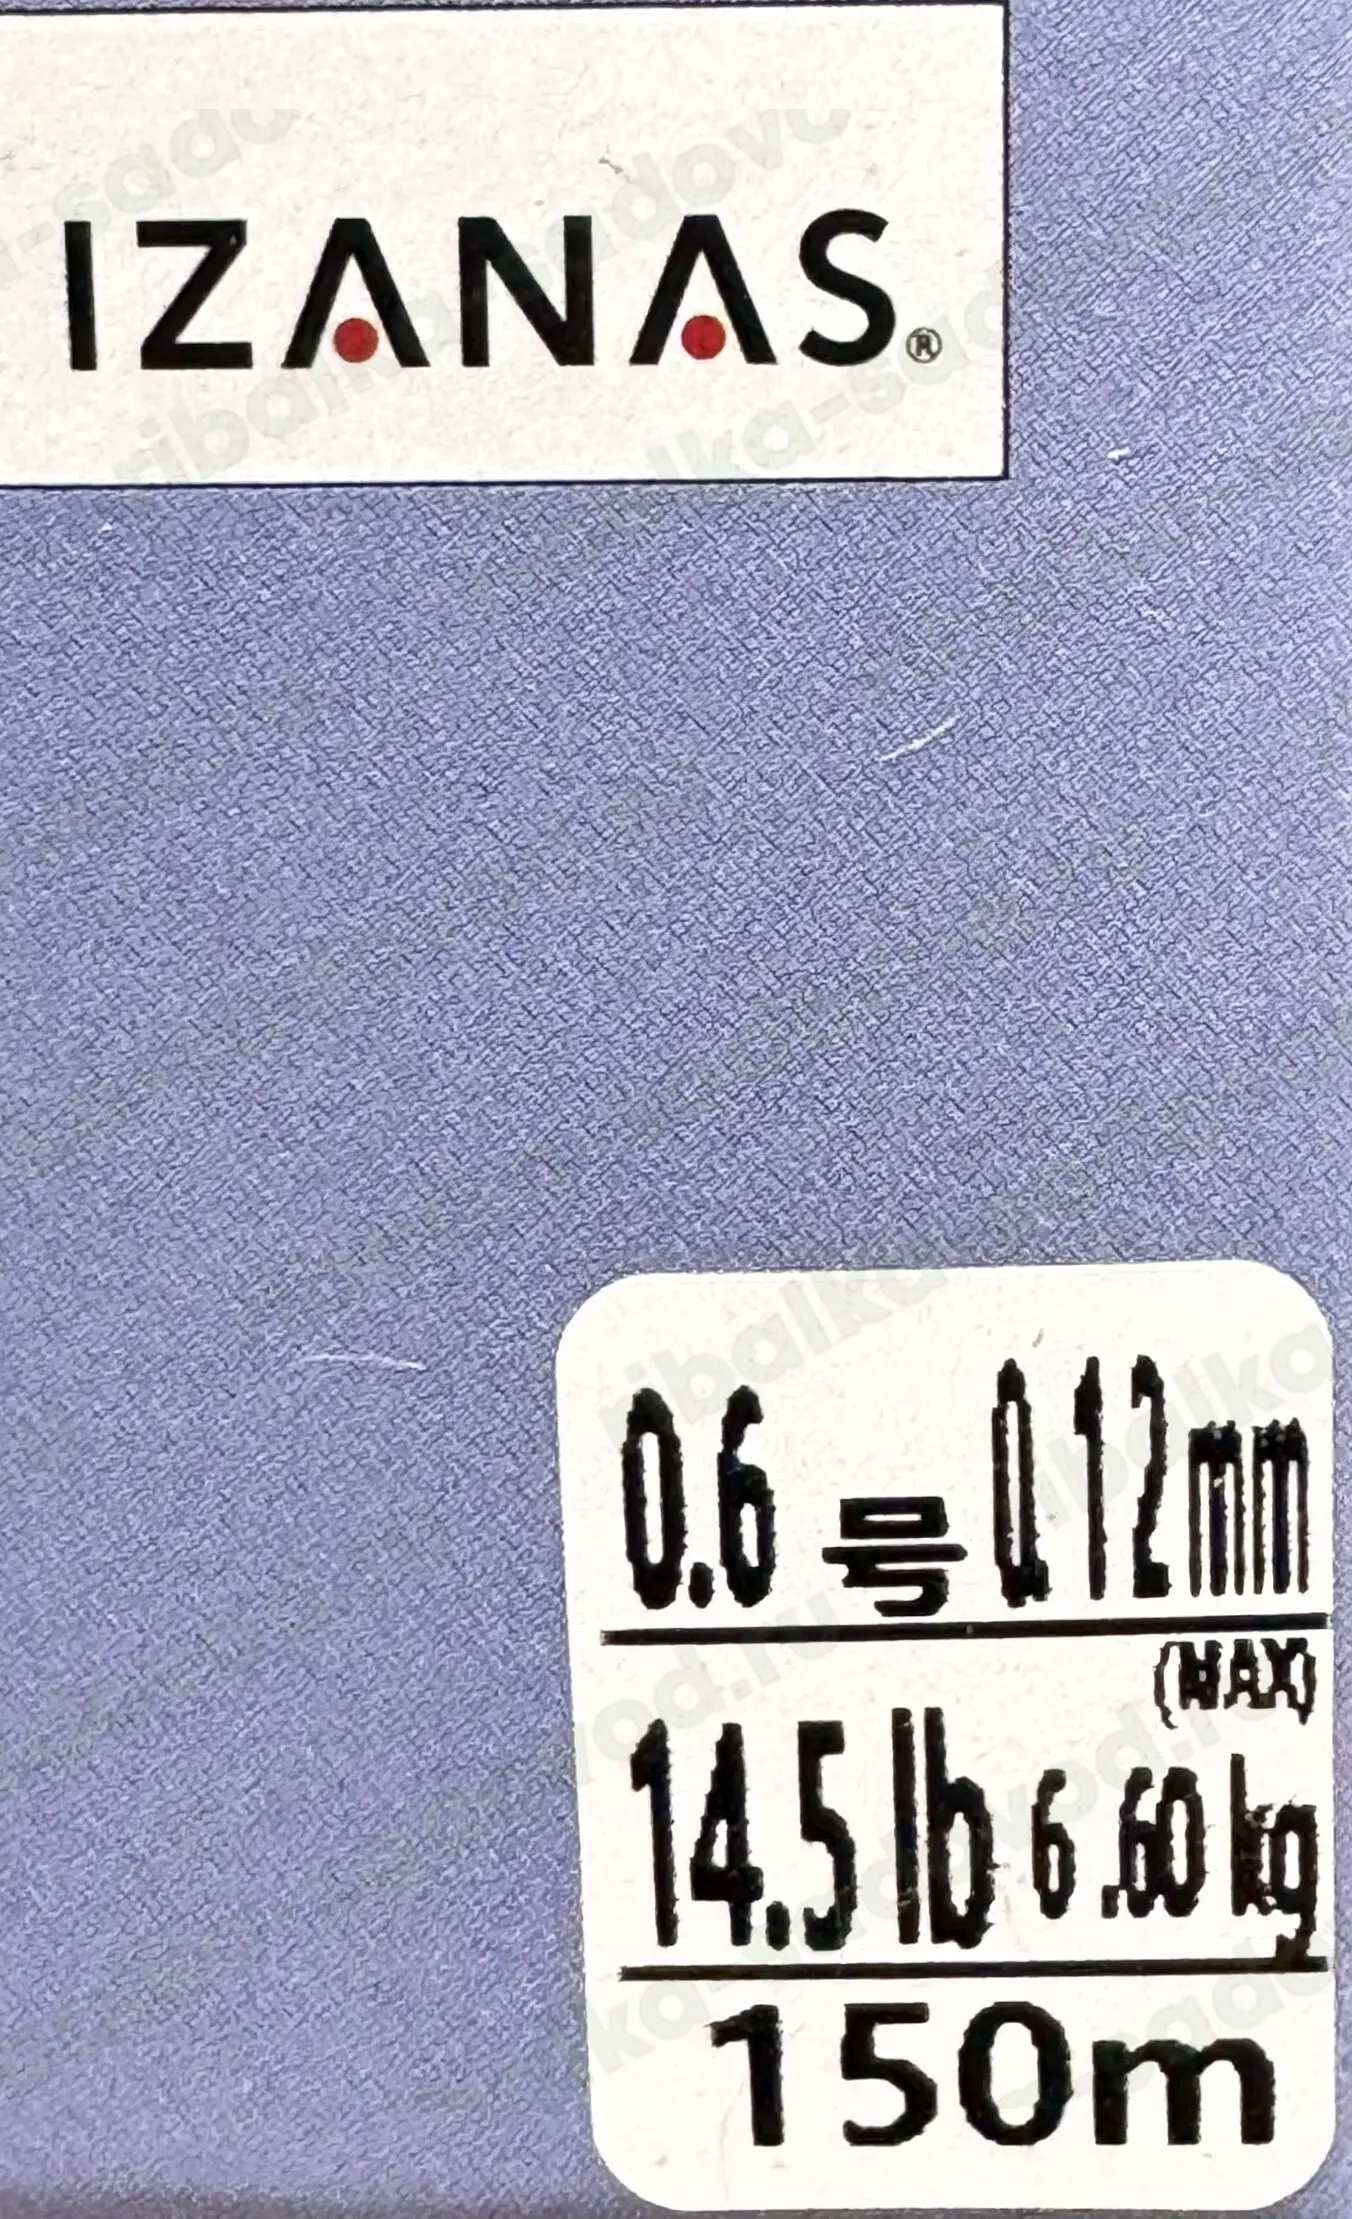 IZANAS®
0.6 号 0.12mm
(MAX)
14.5 lb 6.60 kg
150m